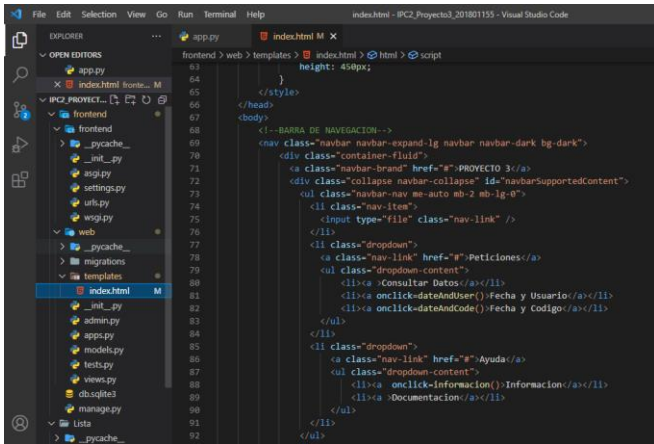 File Edit Selection View Go Run Terminal Help index.html - IPC2_Proyecto3_201801155 - Visual Studio Code
EXPLORER ...
OPEN EDITORS
app.py
index.html fronte... M
IPC2_PROYECT...
frontend
frontend
__pycache__
__init__.py
asgi.py
settings.py
urls.py
wsgi.py
web
__pycache__
migrations
templates
index.html M
__init__.py
admin.py
apps.py
models.py
tests.py
views.py
db.sqlite3
manage.py
Lista
__pycache__
2
app.py index.html M
frontend > web > templates > index.html > html > script
63 height: 450px;
64 }
65 </style>
66 </head>
67 <body>
68 <!--BARRA DE NAVEGACION-->
69 <nav class="navbar navbar-expand-lg navbar navbar-dark bg-dark">
70 <div class="container-fluid">
71 <a class="navbar-brand" href="#">PROYECTO 3</a>
72 <div class="collapse navbar-collapse" id="navbarSupportedContent">
73 <ul class="navbar-nav me-auto mb-2 mb-lg-0">
74 <li class="nav-item">
75 <input type="file" class="nav-link" />
76 </li>
77 <li class="dropdown">
78 <a class="nav-link" href="#">Peticiones</a>
79 <ul class="dropdown-content">
80 <li><a >Consultar Datos</a></li>
81 <li><a onclick=dateAndUser()>Fecha y Usuario</a></li>
82 <li><a onclick=dateAndCode()>Fecha y Codigo</a></li>
83 </ul>
84 </li>
85 <li class="dropdown">
86 <a class="nav-link" href="#">Ayuda</a>
87 <ul class="dropdown-content">
88 <li><a onclick=informacion()>Informacion</a></li>
89 <li><a >Documentacion</a></li>
90 </ul>
91 </li>
92 </ul>